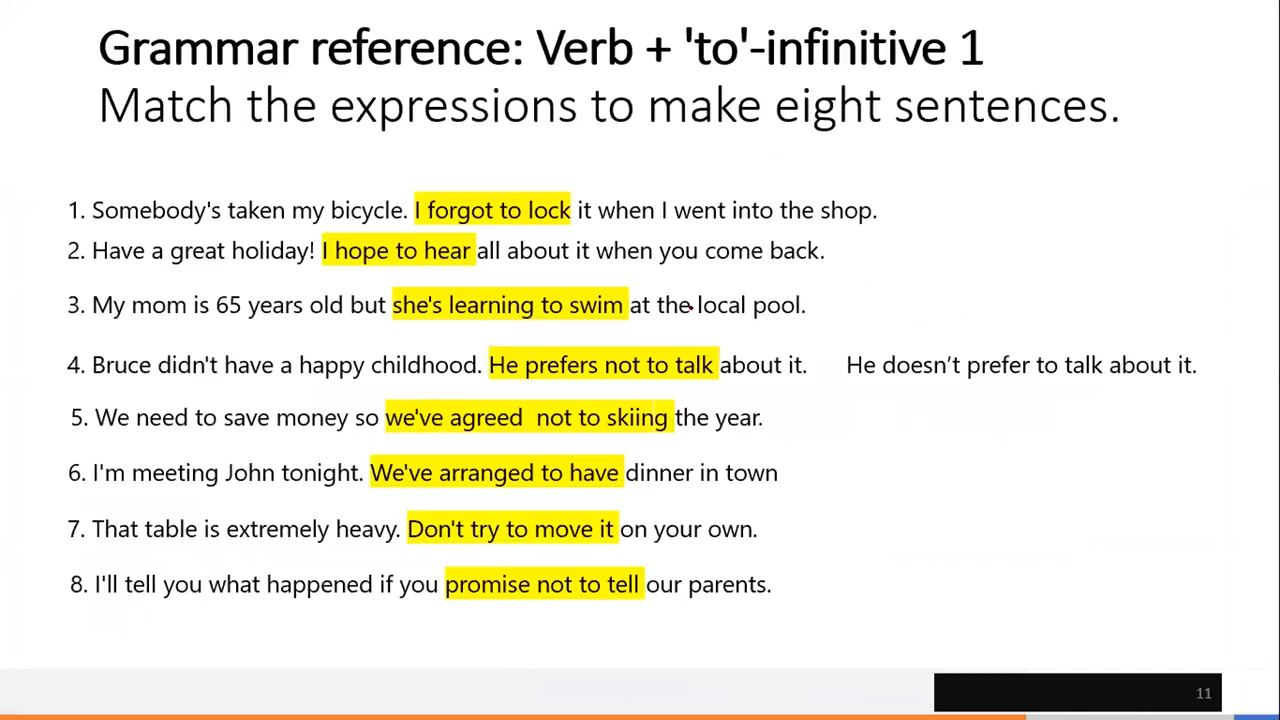 Grammar reference: Verb + 'to'-infinitive 1
Match the expressions to make eight sentences.
1. Somebody's taken my bicycle. I forgot to lock it when I went into the shop.
2. Have a great holiday! I hope to hear all about it when you come back.
3. My mom is 65 years old but she's learning to swim at the local pool.
4. Bruce didn't have a happy childhood. He prefers not to talk about it. He doesn’t prefer to talk about it.
5. We need to save money so we've agreed not to skiing the year.
6. I'm meeting John tonight. We've arranged to have dinner in town
7. That table is extremely heavy. Don't try to move it on your own.
8. I'll tell you what happened if you promise not to tell our parents.
11